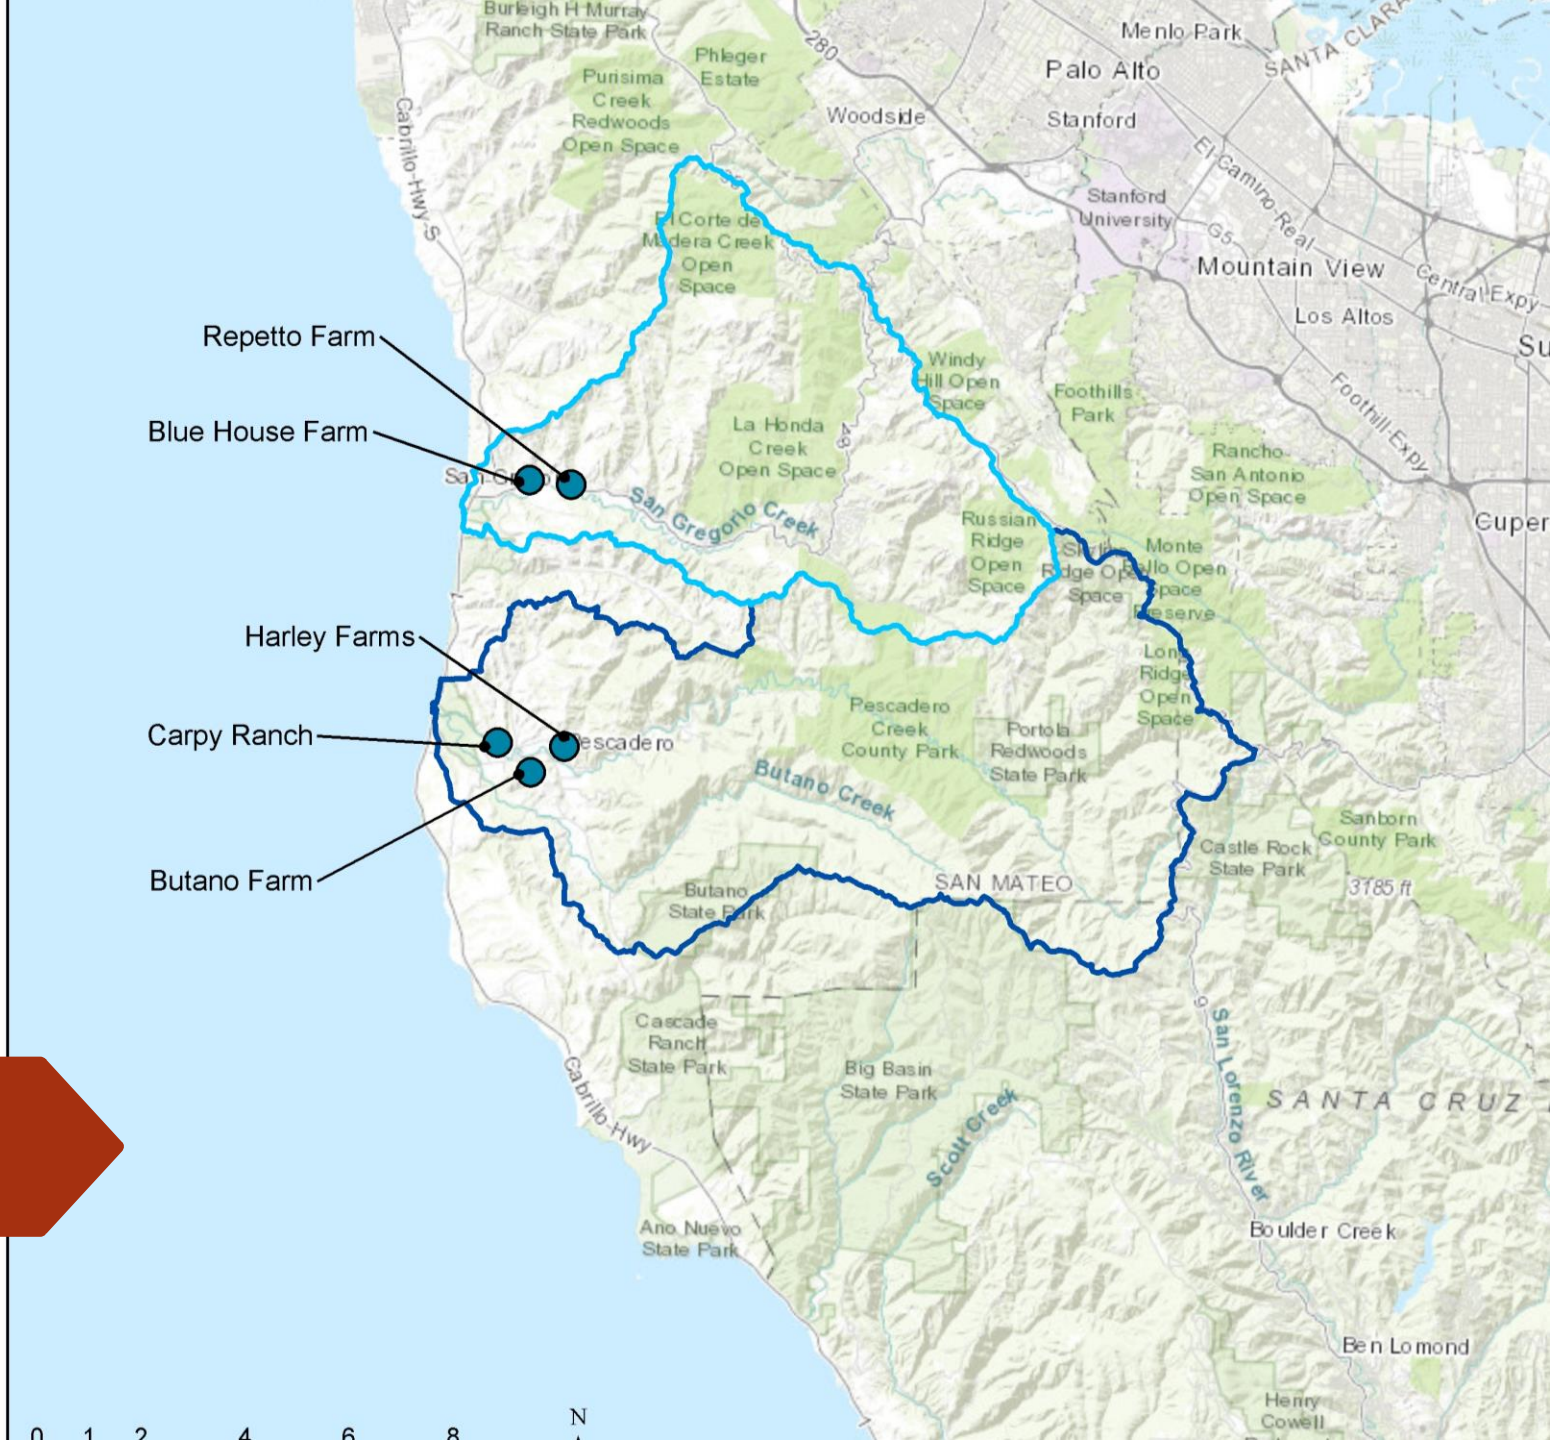 Burleigh H Murray
Ranch State Park
Menlo Park
SANTA CLARA
280
Phleger
Estate
Palo Alto
Purisima
Creek
Redwoods
Open Space
Woodside
Stanford
Cabrillo-Hwy-S
El Camino-Real
Stanford
University
G5
El Corte de
Madera Creek
Open
Space
Mountain View
Central Expy
Los Altos
Repetto Farm
Su
Windy
Hill Open
Space
Foothills
Park
Foothill-Expy
Blue House Farm
La Honda
Creek
Open Space
Rancho
San Antonio
Open Space
San Gregorio Creek
Russian
Ridge
Open
Space
Cuper
Ridge Open
Space
Monte
Bello Open
Space
Preserve
Harley Farms
Long
Ridge
Open
Space
Pescadero
Creek
County Park
Portola
Redwoods
State Park
Carpy Ranch
Pescadero
Butano Creek
Sanborn
County Park
Castle Rock
State Park
Butano Farm
Butano
State Park
SAN MATEO
3185 ft
9
Cascade
Ranch
State Park
San Lorenzo River
Cabrillo-Hwy
Big Basin
State Park
Scott Creek
SANTA CRUZ
Ano Nuevo
State Park
Boulder Creek
Ben Lomond
Henry
Cowell
N
0 1 2 4 6 8